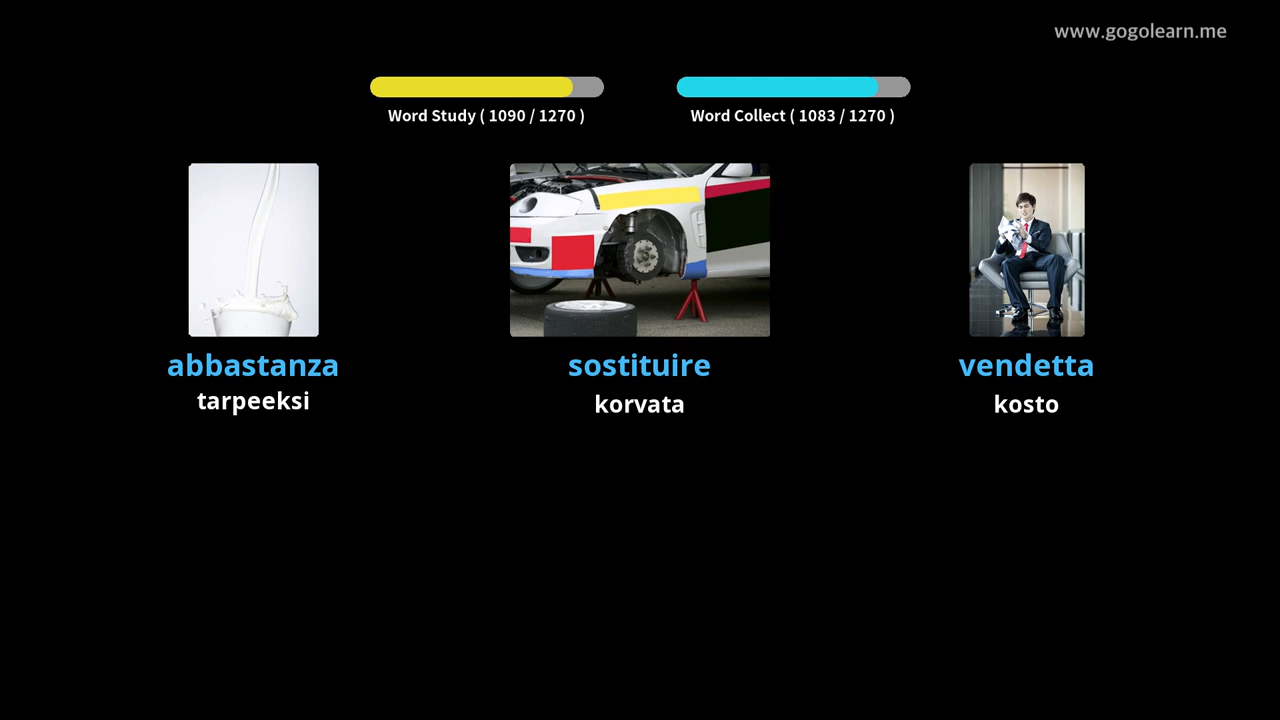 www.gogolearn.me
Word Study ( 1090 / 1270 )
Word Collect ( 1083 / 1270 )
abbastanza
tarpeeksi
sostituire
korvata
vendetta
kosto